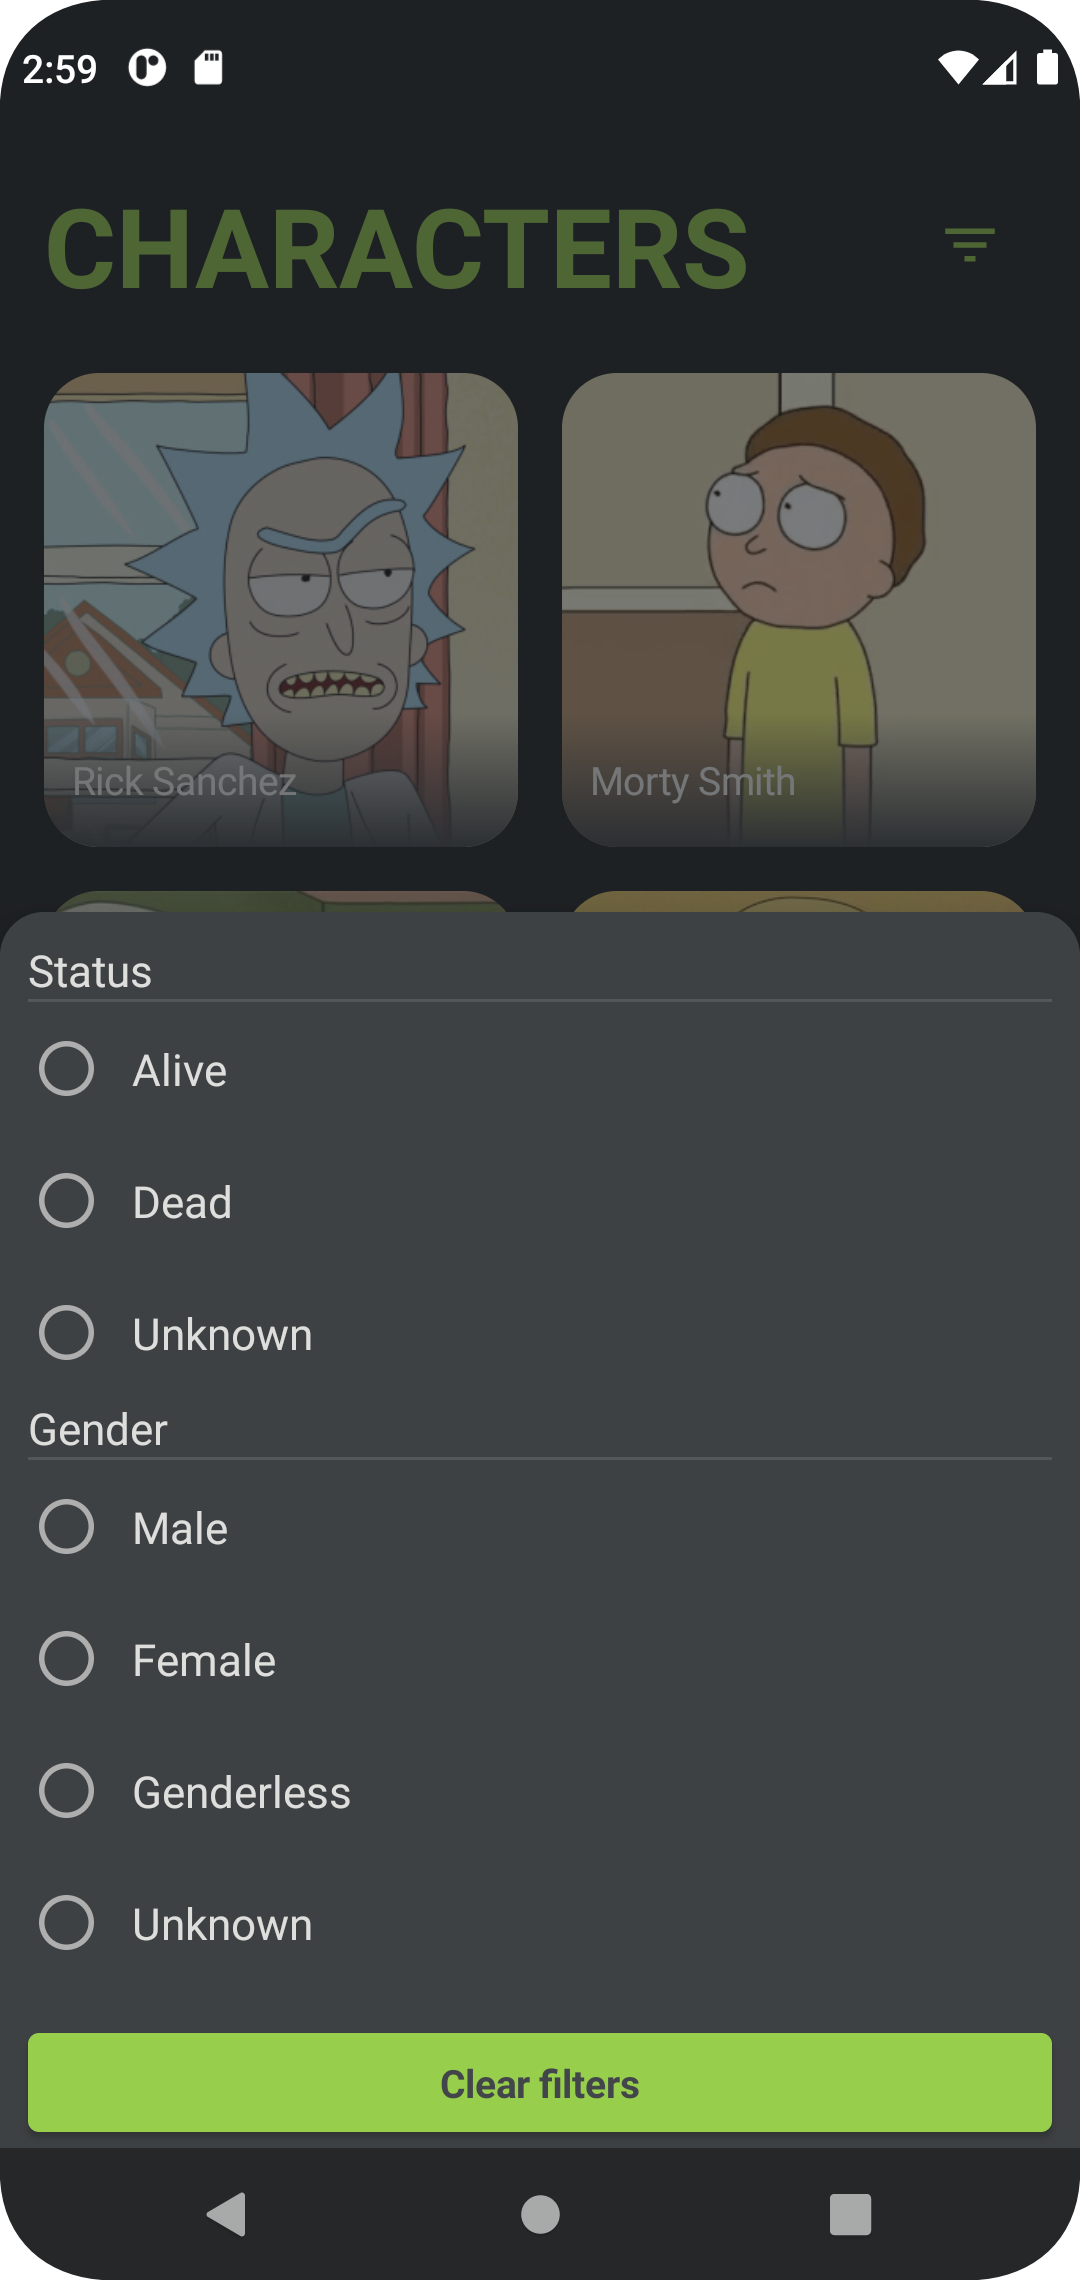 2:59
CHARACTERS
Rick Sanchez
Morty Smith
Status
Alive
Dead
Unknown
Gender
Male
Female
Genderless
Unknown
Clear filters